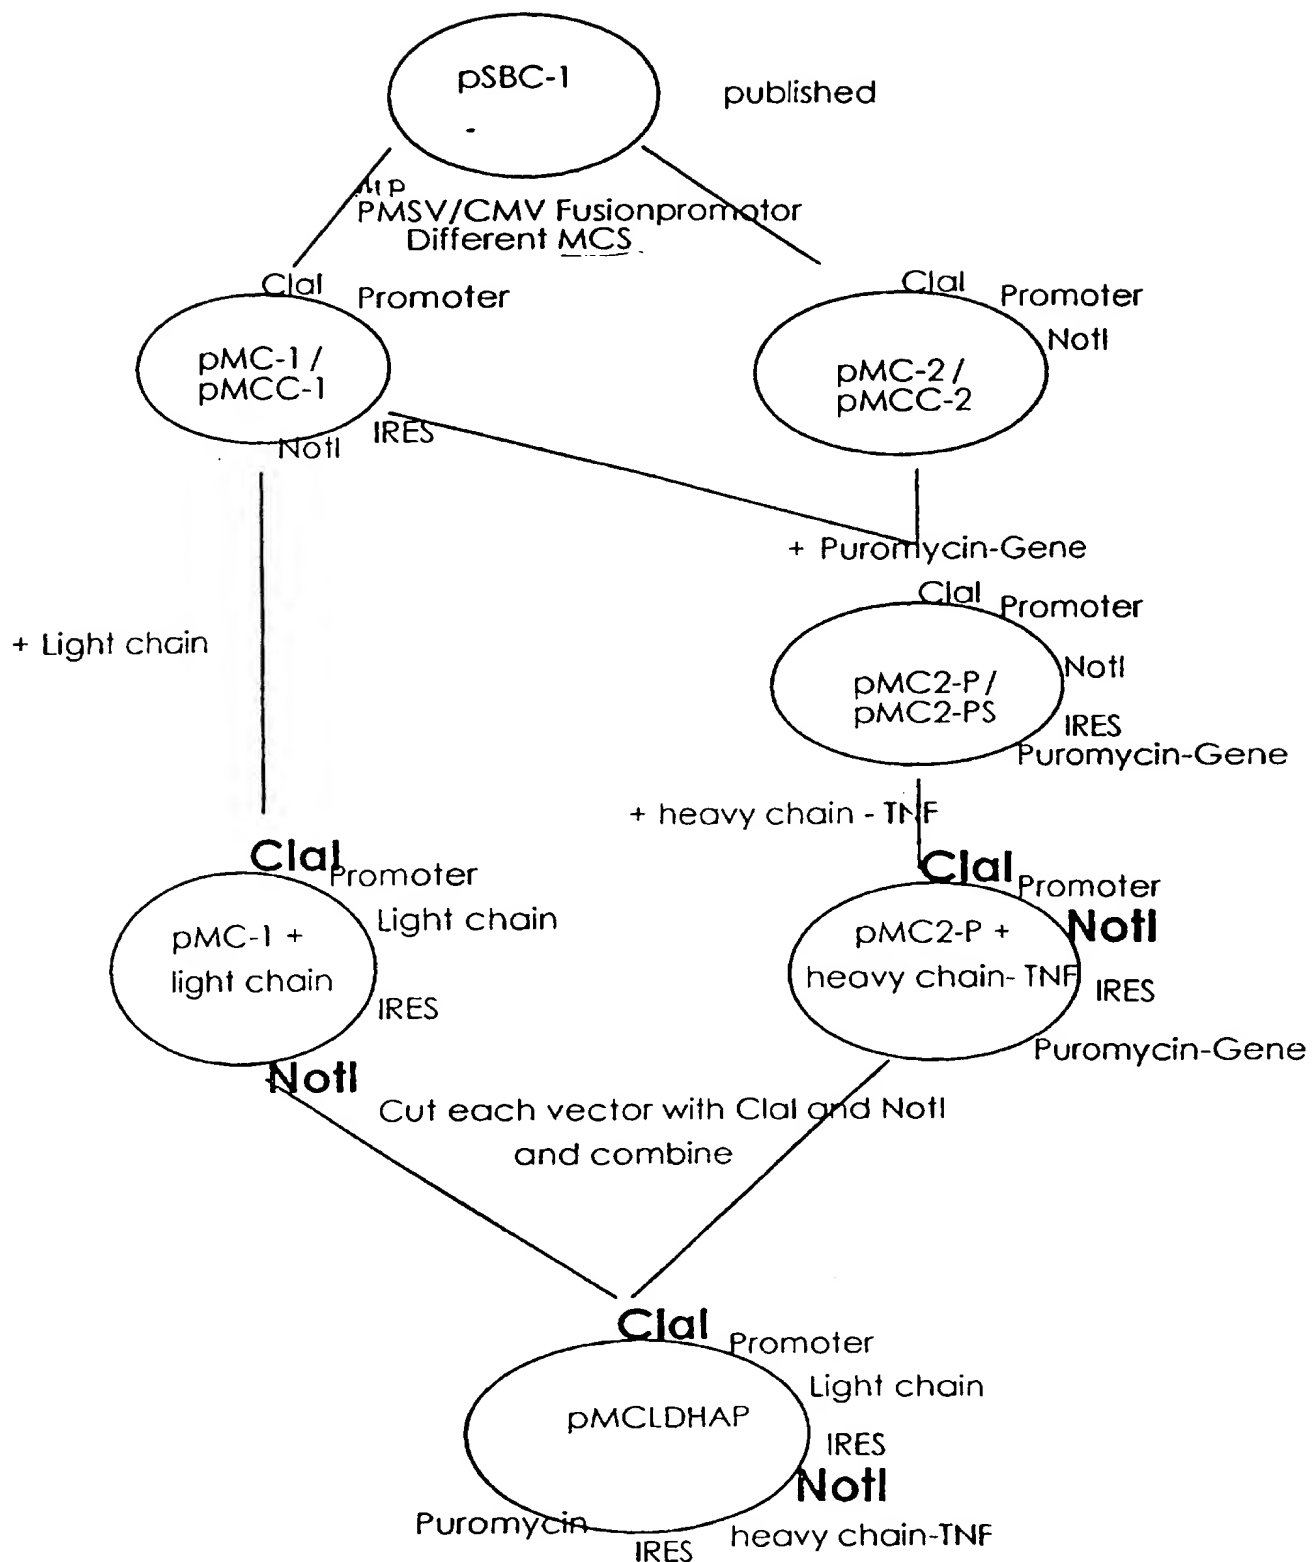 pSBC-1
published
PMSV/CMV Fusionpromotor
Different MCS
ClaI
Promoter
pMC-1 /
pMCC-1
IRES
NotI
ClaI
Promoter
NotI
pMC-2 /
pMCC-2
+ Puromycin-Gene
+ Light chain
ClaI
Promoter
NotI
pMC2-P /
pMC2-PS
IRES
Puromycin-Gene
+ heavy chain - TNF
ClaI
Promoter
Light chain
pMC-1 +
light chain
IRES
NotI
ClaI
Promoter
NotI
pMC2-P +
heavy chain- TNF
IRES
Puromycin-Gene
Cut each vector with ClaI and NotI
and combine
ClaI
Promoter
Light chain
pMCLDHAP
IRES
NotI
heavy chain-TNF
IRES
Puromycin